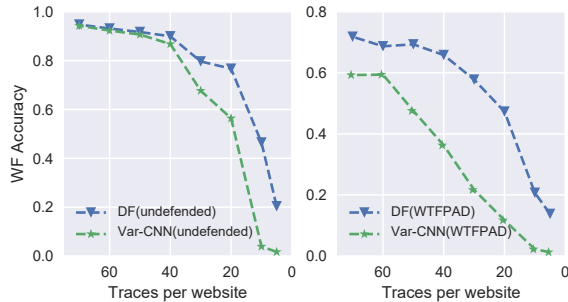 1.0
0.8
0.6
0.4
0.2
0.0
WF Accuracy
DF(undefended)
Var-CNN(undefended)
60 40 20 0
Traces per website
0.8
0.6
0.4
0.2
0.0
DF(WTFPAD)
Var-CNN(WTFPAD)
60 40 20 0
Traces per website